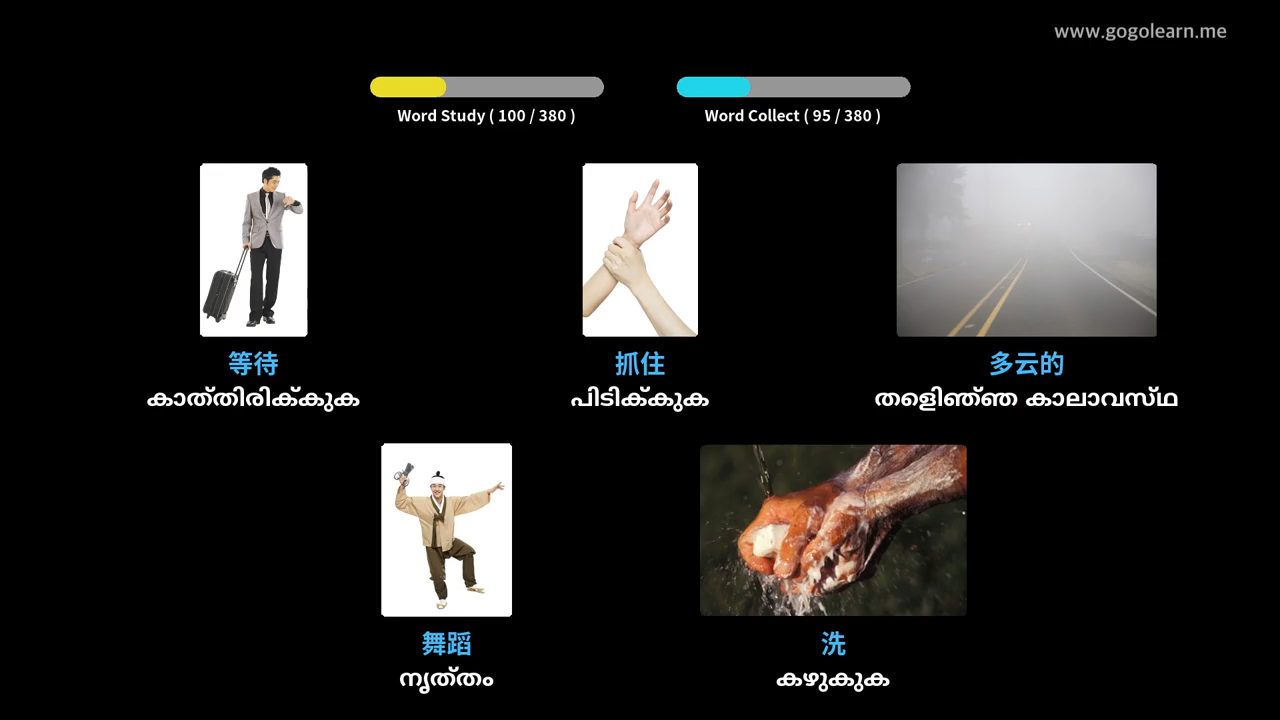 www.gogolearn.me
Word Study ( 100 / 380 )
Word Collect ( 95 / 380 )
等待
കാത്തിരിക്കുക
抓住
പിടിക്കുക
多云的
തെളിഞ്ഞ കാലാവസ്ഥ
舞蹈
നൃത്തം
洗
കഴുകുക